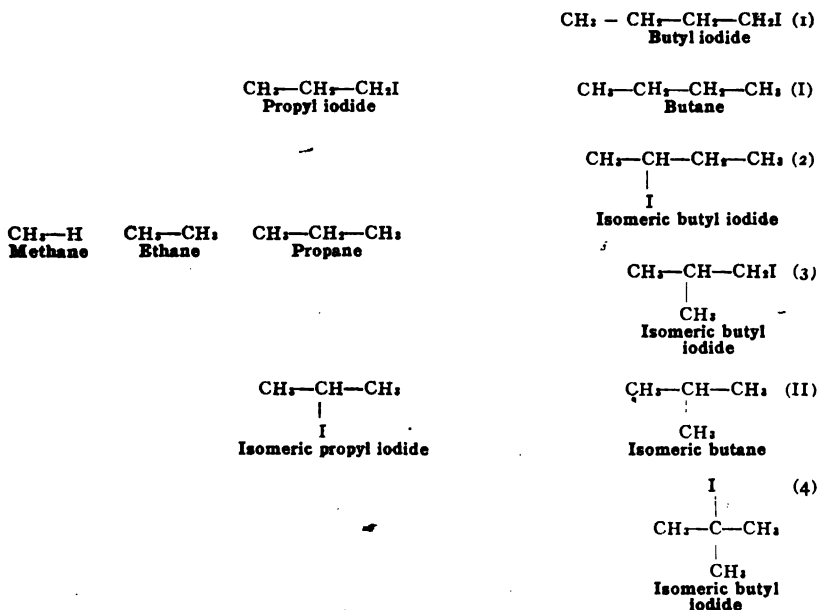 CH₃ – CH₂—CH₂—CH₂I (1)
Butyl iodide
CH₃—CH₂—CH₂I
Propyl iodide
CH₃—CH₂—CH₂—CH₃ (I)
Butane
CH₃—CH—CH₂—CH₃ (2)
|
I
Isomeric butyl iodide
CH₃—H
Methane
CH₃—CH₃
Ethane
CH₃—CH₂—CH₃
Propane
CH₃—CH—CH₂I (3)
|
CH₃
Isomeric butyl
iodide
CH₃—CH—CH₃
|
I
Isomeric propyl iodide
CH₃—CH—CH₃ (II)
|
CH₃
Isomeric butane
I (4)
|
CH₃—C—CH₃
|
CH₃
Isomeric butyl
iodide